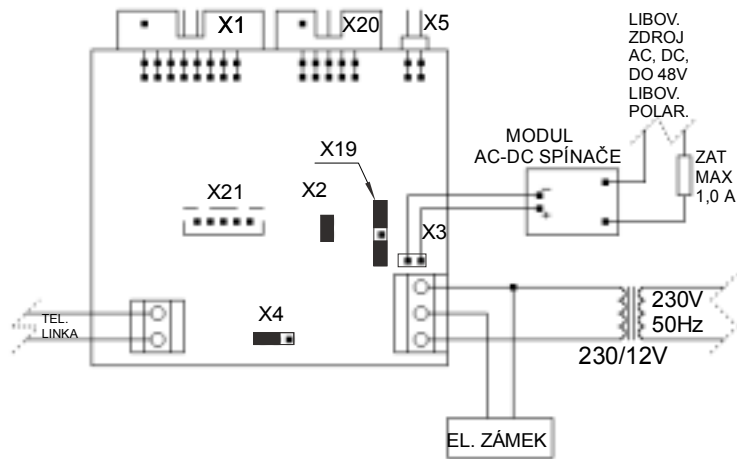 X1
X20
X5
LIBOV.
ZDROJ
AC, DC,
DO 48V
LIBOV.
POLAR.
MODUL
AC-DC SPÍNAČE
ZAT
MAX
1,0 A
X19
X21
X2
X3
-
+
X4
TEL.
LINKA
230V
50Hz
230/12V
EL. ZÁMEK